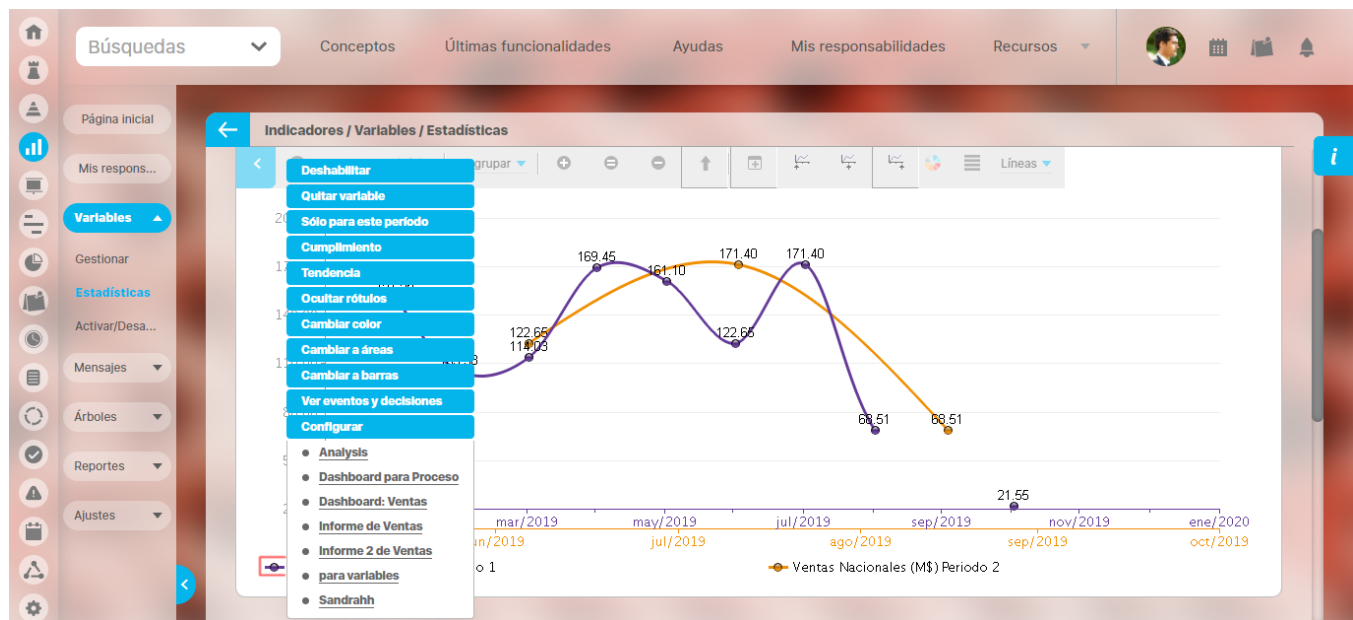 Búsquedas
Conceptos
Últimas funcionalidades
Ayudas
Mis responsabilidades
Recursos
Página inicial
Mis respons...
Variables
Gestionar
Estadísticas
Activar/Desa...
Mensajes
Árboles
Reportes
Ajustes
Indicadores / Variables / Estadísticas
i
grupar
Líneas
Deshabilitar
Quitar variable
Sólo para este período
Cumplimiento
Tendencia
Ocultar rótulos
Cambiar color
Cambiar a áreas
Cambiar a barras
Ver eventos y decisiones
Configurar
Analysis
Dashboard para Proceso
Dashboard: Ventas
Informe de Ventas
Informe 2 de Ventas
para variables
Sandrahh
169.45
161.10
171.40
171.40
122.65
114.03
122.65
68.51
68.51
21.55
mar/2019
may/2019
jul/2019
sep/2019
nov/2019
ene/2020
jul/2019
ago/2019
sep/2019
oct/2019
o 1
Ventas Nacionales (M$) Periodo 2